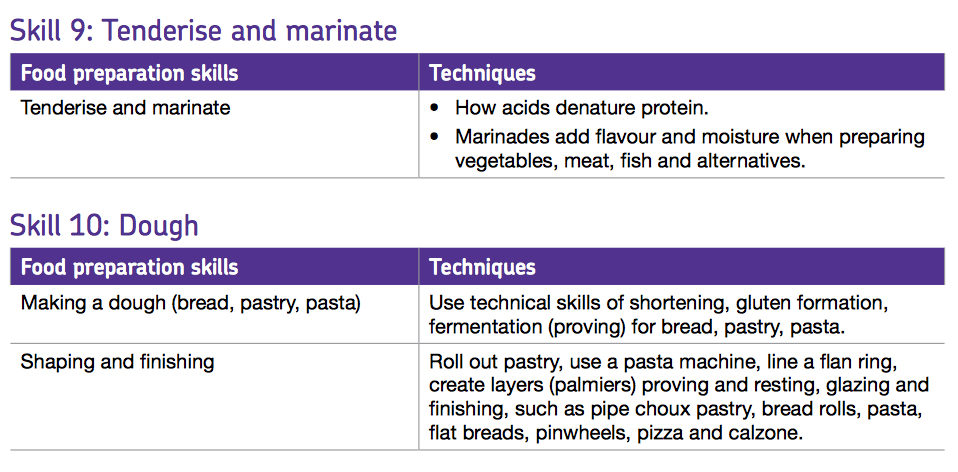 Skill 9: Tenderise and marinate
Food preparation skills
Techniques
Tenderise and marinate
• How acids denature protein.
• Marinades add flavour and moisture when preparing
vegetables, meat, fish and alternatives.
Skill 10: Dough
Food preparation skills
Techniques
Making a dough (bread, pastry, pasta)
Use technical skills of shortening, gluten formation,
fermentation (proving) for bread, pastry, pasta.
Shaping and finishing
Roll out pastry, use a pasta machine, line a flan ring,
create layers (palmiers) proving and resting, glazing and
finishing, such as pipe choux pastry, bread rolls, pasta,
flat breads, pinwheels, pizza and calzone.